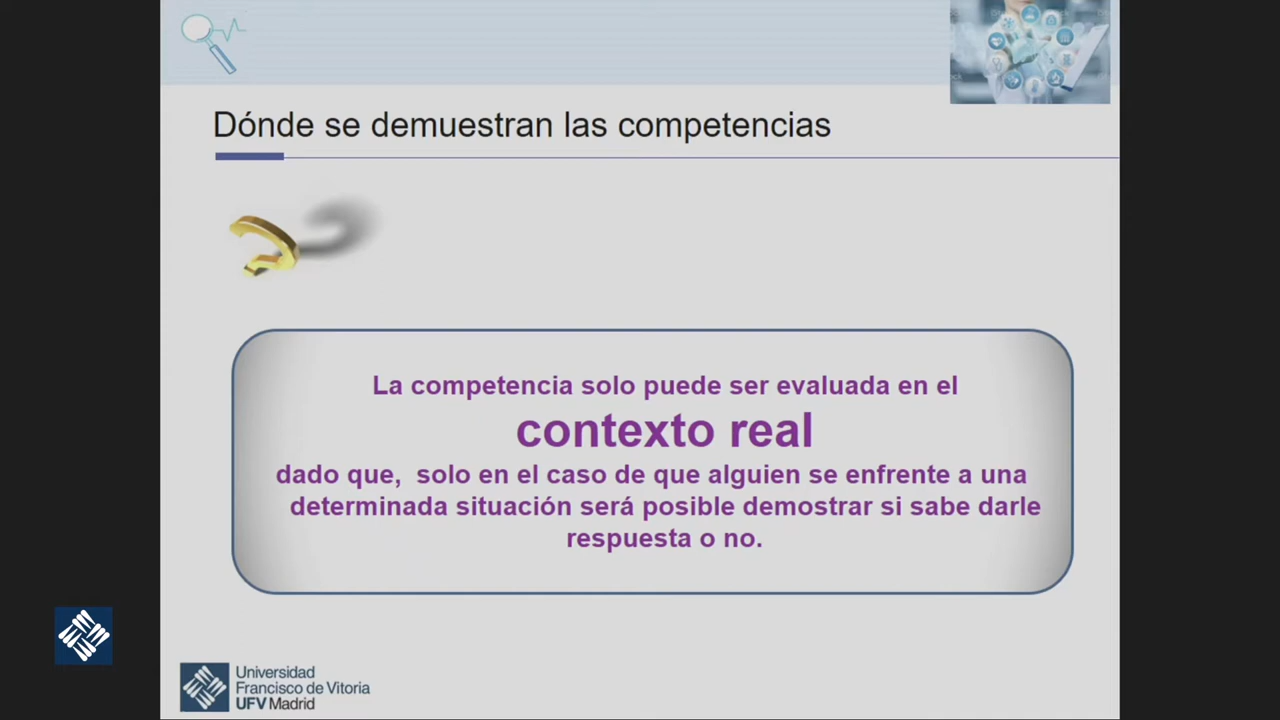 Dónde se demuestran las competencias
La competencia solo puede ser evaluada en el
contexto real
dado que, solo en el caso de que alguien se enfrente a una
determinada situación será posible demostrar si sabe darle
respuesta o no.
Universidad
Francisco de Vitoria
UFV Madrid